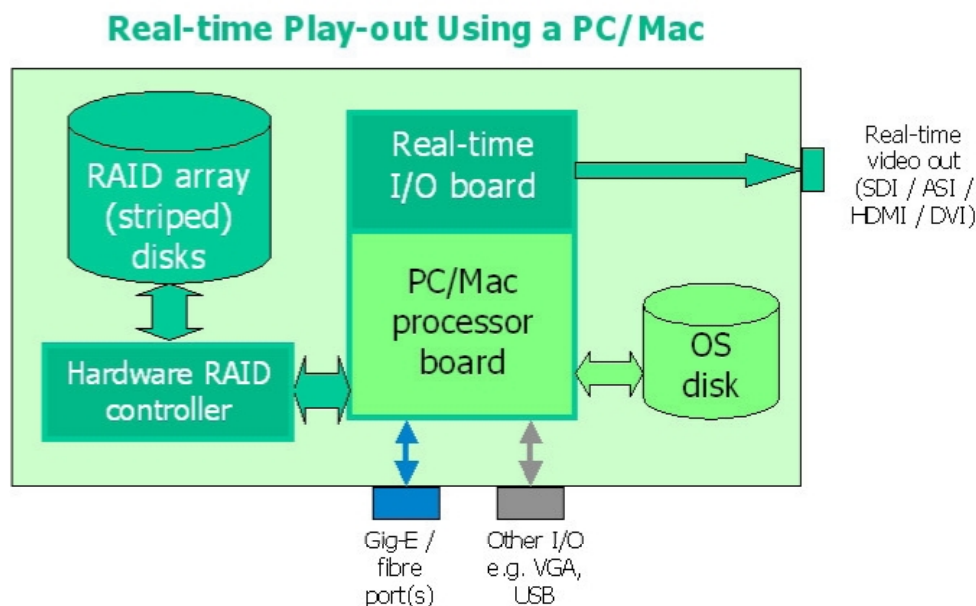 Real-time Play-out Using a PC/Mac
RAID array
(striped)
disks
Hardware RAID
controller
Real-time
I/O board
PC/Mac
processor
board
OS
disk
Real-time
video out
(SDI / ASI /
HDMI / DVI)
Gig-E /
fibre
port(s)
Other I/O
e.g. VGA,
USB